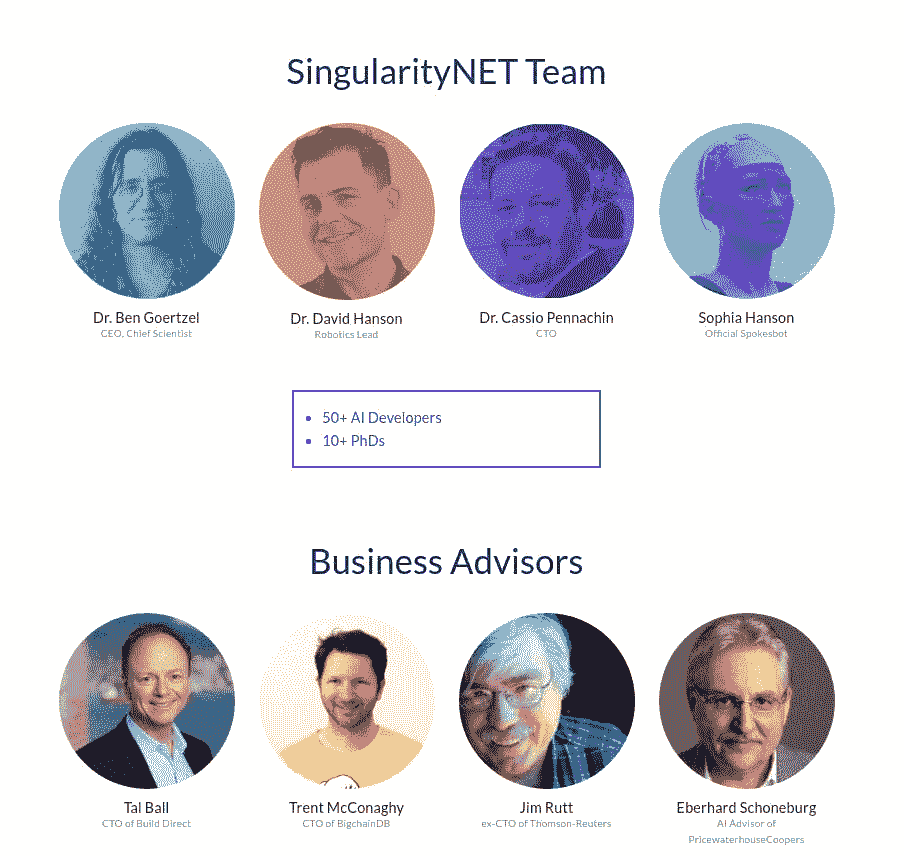 SingularityNET Team
Dr. Ben Goertzel
CEO, Chief Scientist
Dr. David Hanson
Robotics Lead
Dr. Cassio Pennachin
CTO
Sophia Hanson
Official Spokesbot
50+ AI Developers
10+ PhDs
Business Advisors
Tal Ball
CTO of Build Direct
Trent McConaghy
CTO of BigchainDB
Jim Rutt
ex-CTO of Thomson-Reuters
Eberhard Schoneburg
AI Advisor of
PricewaterhouseCoopers